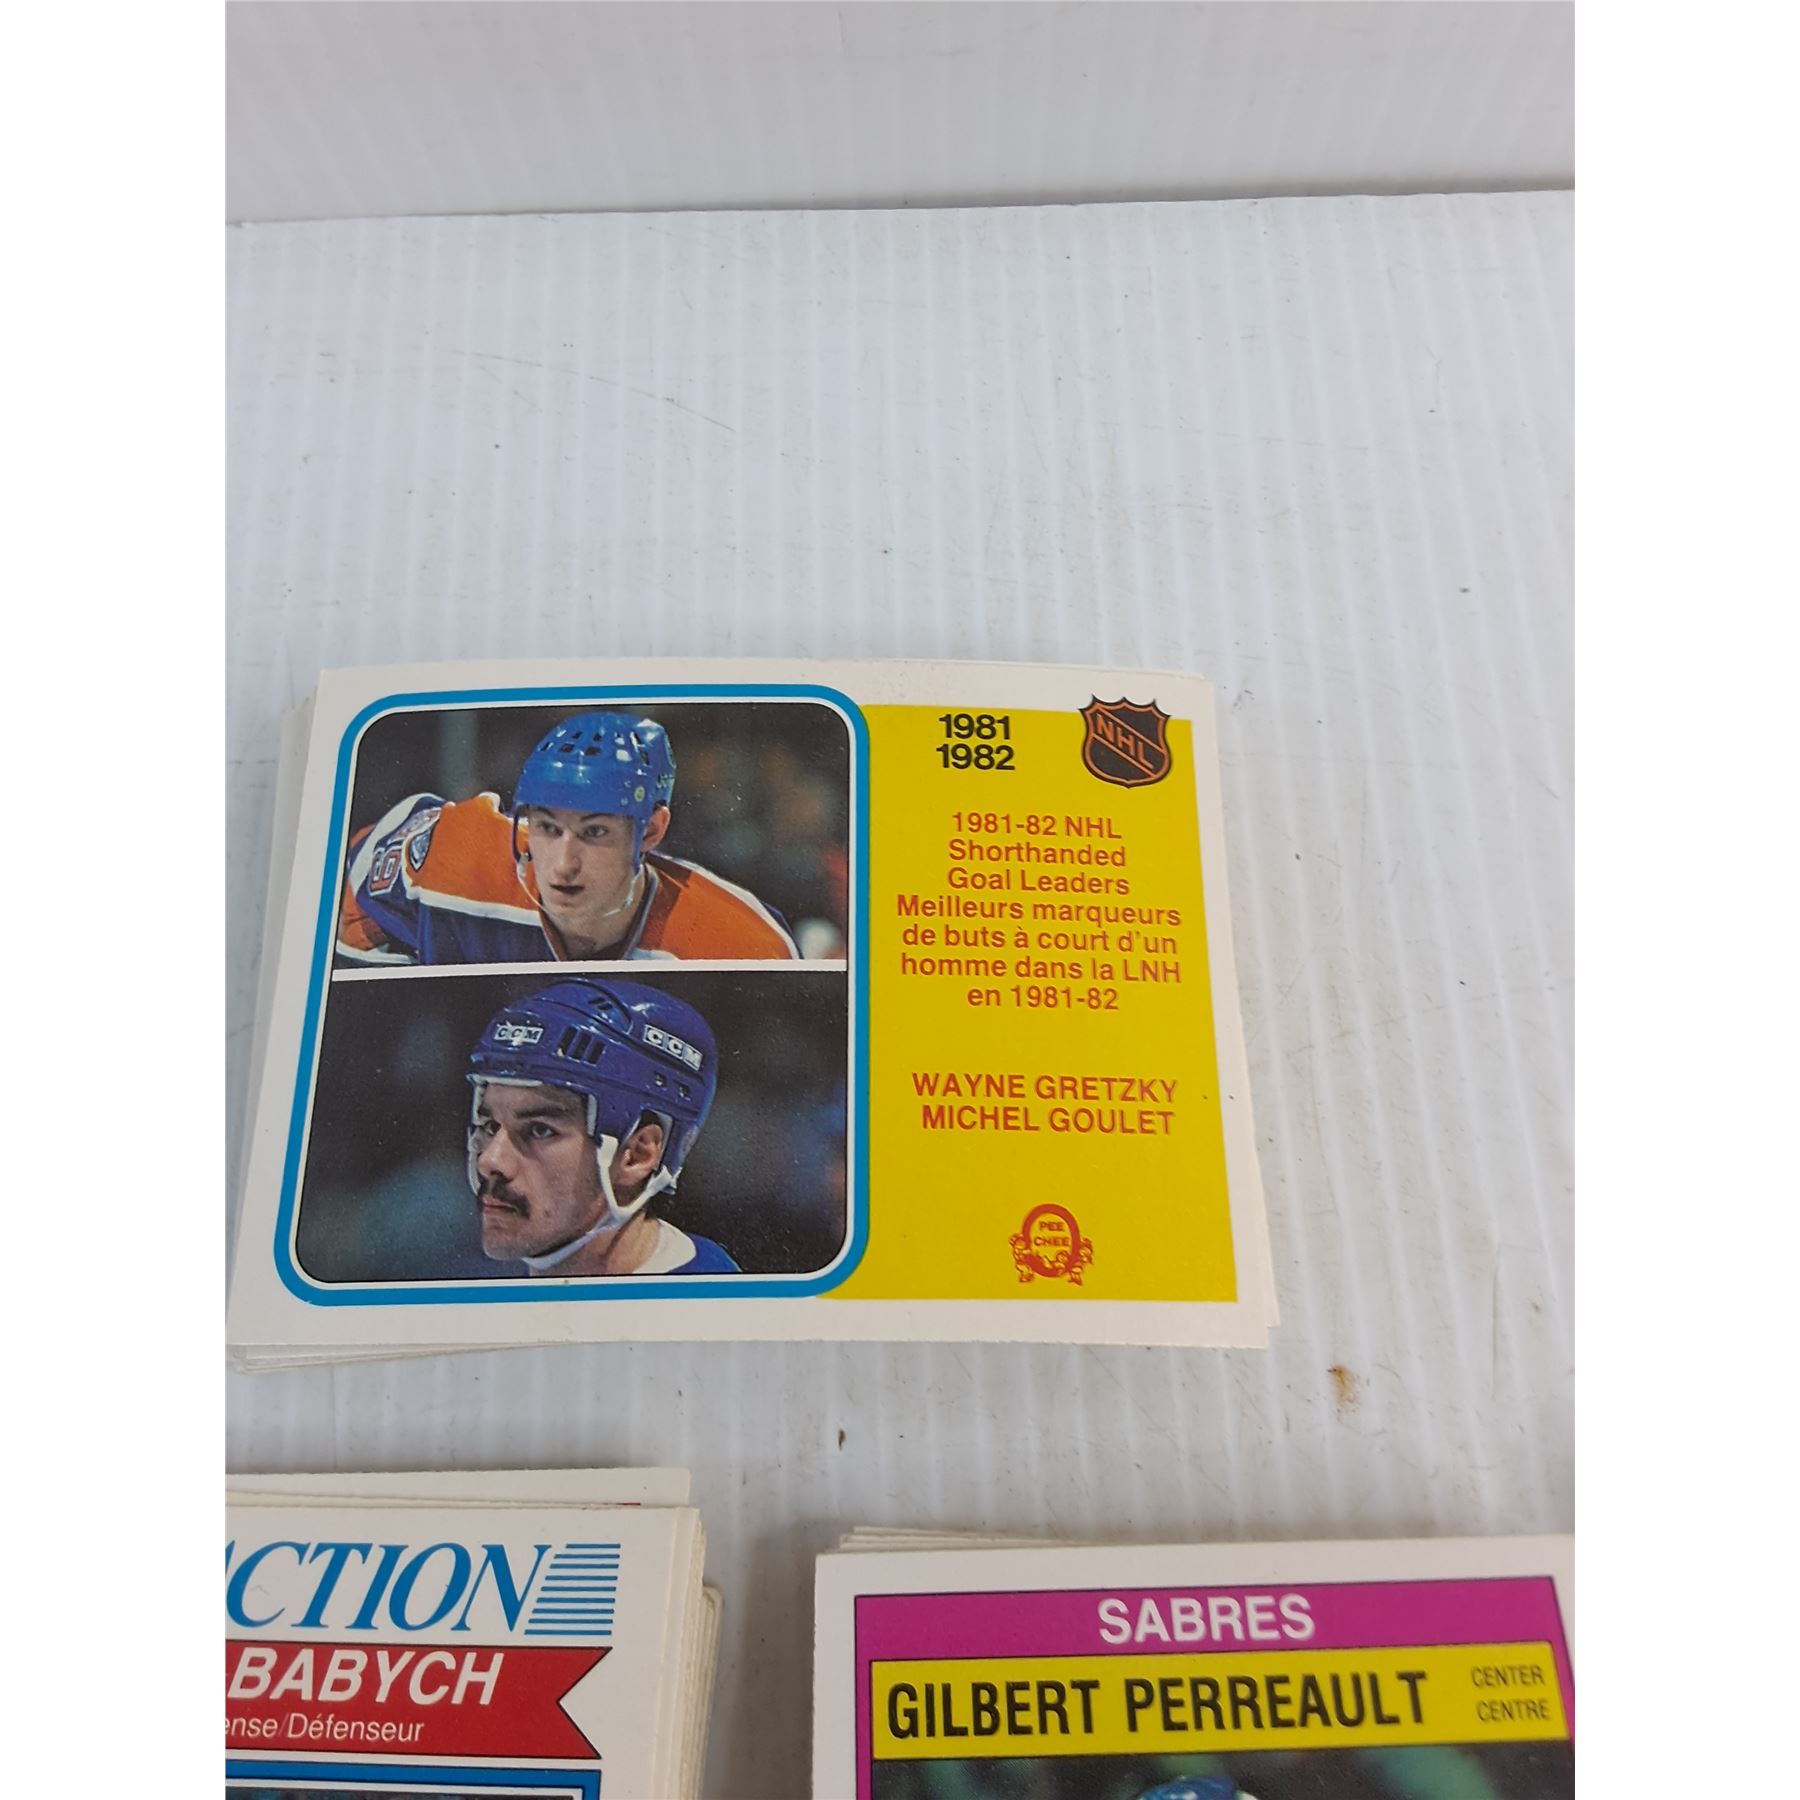 1981
1982
NHL
1981-82 NHL
Shorthanded
Goal Leaders
Meilleurs marqueurs
de buts à court d'un
homme dans la LNH
en 1981-82
WAYNE GRETZKY
MICHEL GOULET
PEE
CHEE
CCM CCM
CTION
BABYCH
ense/Défenseur
SABRES
GILBERT PERREAULT
CENTER
CENTRE